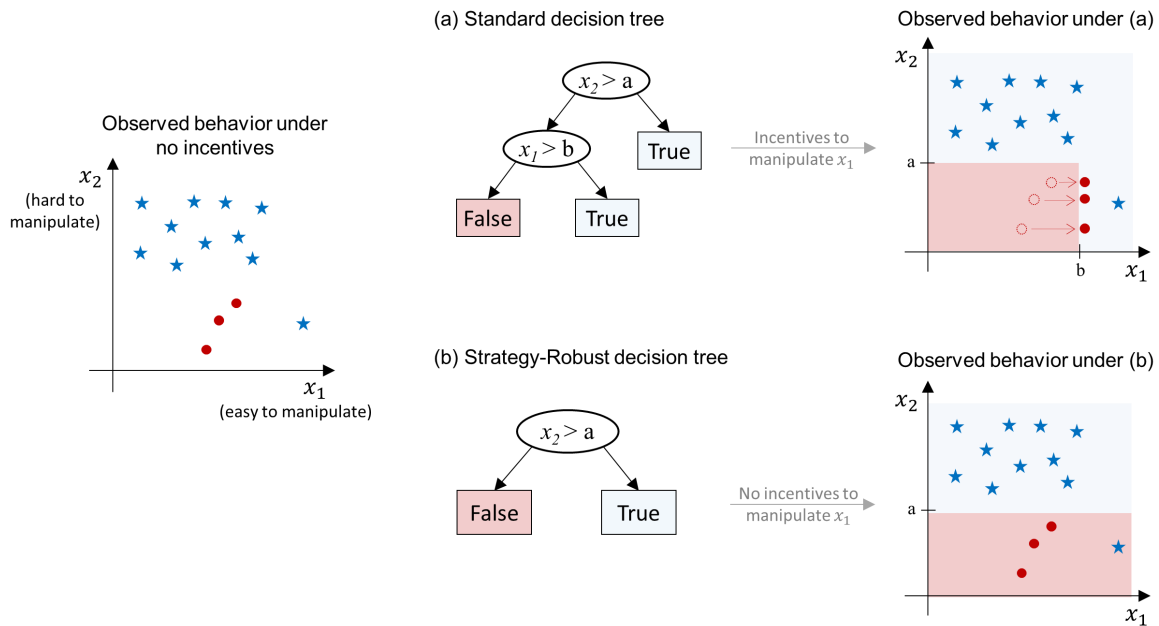 Observed behavior under
no incentives
x2
(hard to
manipulate)
x1
(easy to manipulate)
(a) Standard decision tree
x2 > a
x1 > b
True
False
True
Incentives to
manipulate x1
Observed behavior under (a)
x2
a
b
x1
(b) Strategy-Robust decision tree
x2 > a
False
True
No incentives to
manipulate x1
Observed behavior under (b)
x2
a
x1